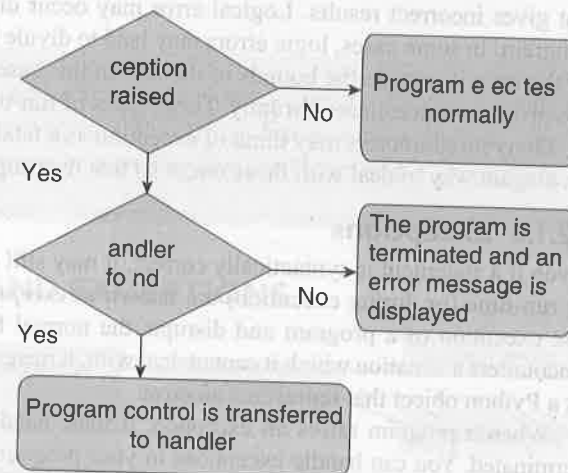 ception
raised
Program e ec tes
normally
No
Yes
andler
fo nd
The program is
terminated and an
error message is
displayed
No
Yes
Program control is transferred
to handler